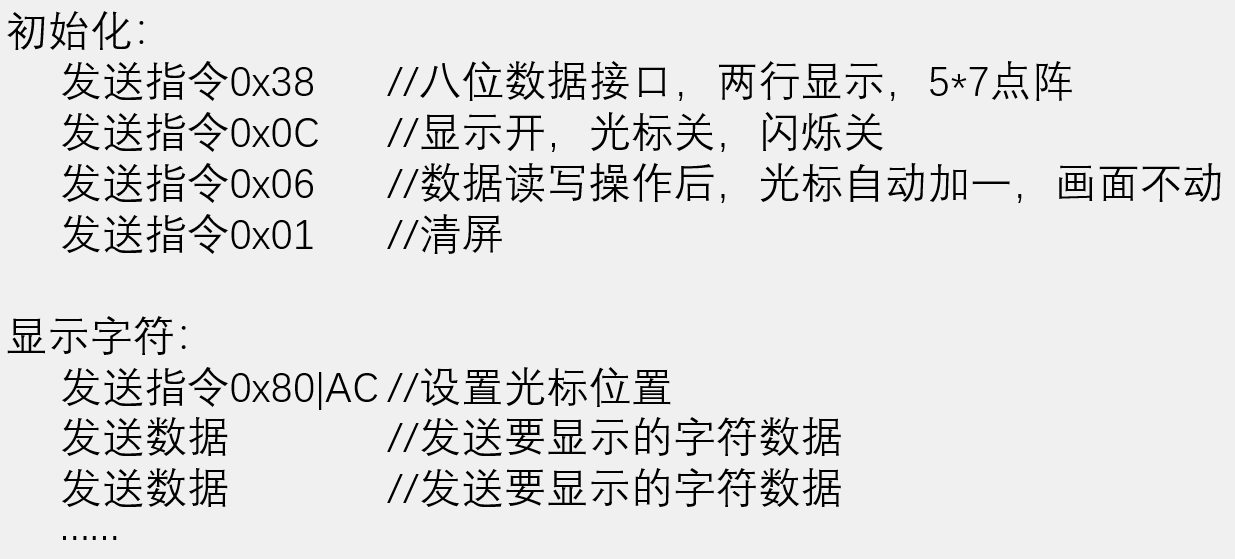 初始化：
发送指令0x38 //八位数据接口，两行显示，5*7点阵
发送指令0x0C //显示开，光标关，闪烁关
发送指令0x06 //数据读写操作后，光标自动加一，画面不动
发送指令0x01 //清屏
显示字符：
发送指令0x80|AC //设置光标位置
发送数据 //发送要显示的字符数据
发送数据 //发送要显示的字符数据
……